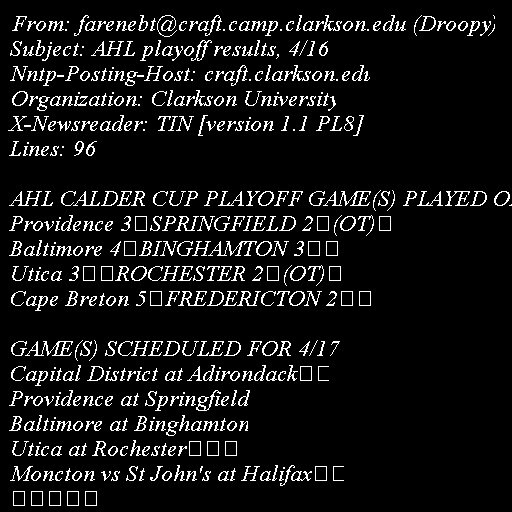 From: farenebt@craft.camp.clarkson.edu (Droopy)
Subject: AHL playoff results, 4/16
Nntp-Posting-Host: craft.clarkson.edu
Organization: Clarkson University
X-Newsreader: TIN [version 1.1 PL8]
Lines: 96
AHL CALDER CUP PLAYOFF GAME(S) PLAYED
Providence 3 SPRINGFIELD 2 (OT)
Baltimore 4 BINGHAMTON 3
Utica 3 ROCHESTER 2 (OT)
Cape Breton 5 FREDERICTON 2
GAME(S) SCHEDULED FOR 4/17
Capital District at Adirondack
Providence at Springfield
Baltimore at Binghamton
Utica at Rochester
Moncton vs St John's at Halifax